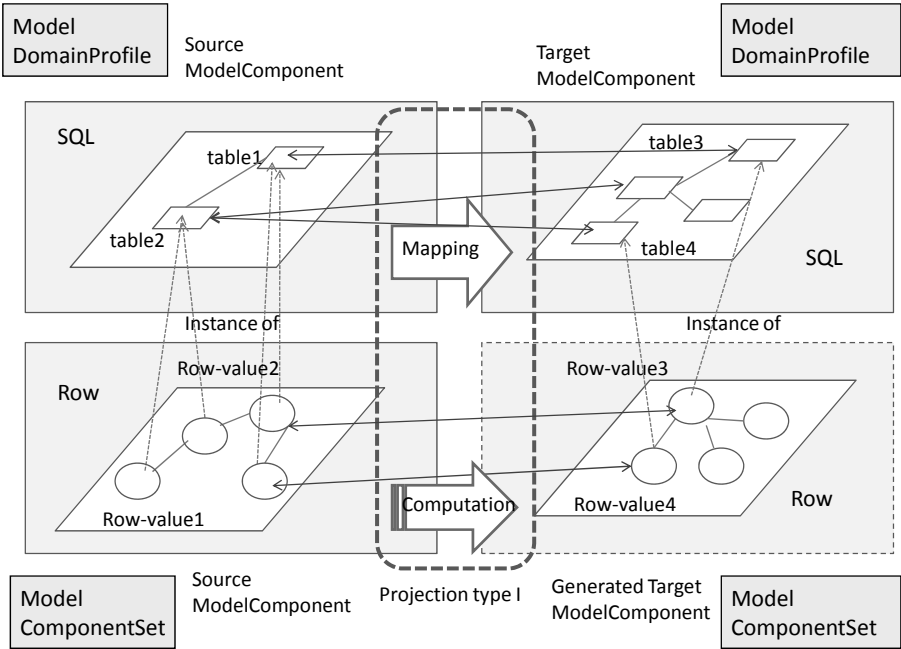 Model
DomainProfile
Source
ModelComponent
Target
ModelComponent
Model
DomainProfile
SQL
table1
table2
table3
table4
SQL
Mapping
Instance of
Instance of
Row
Row-value2
Row-value1
Row-value3
Row-value4
Row
Computation
Model
ComponentSet
Source
ModelComponent
Projection type I
Generated Target
ModelComponent
Model
ComponentSet